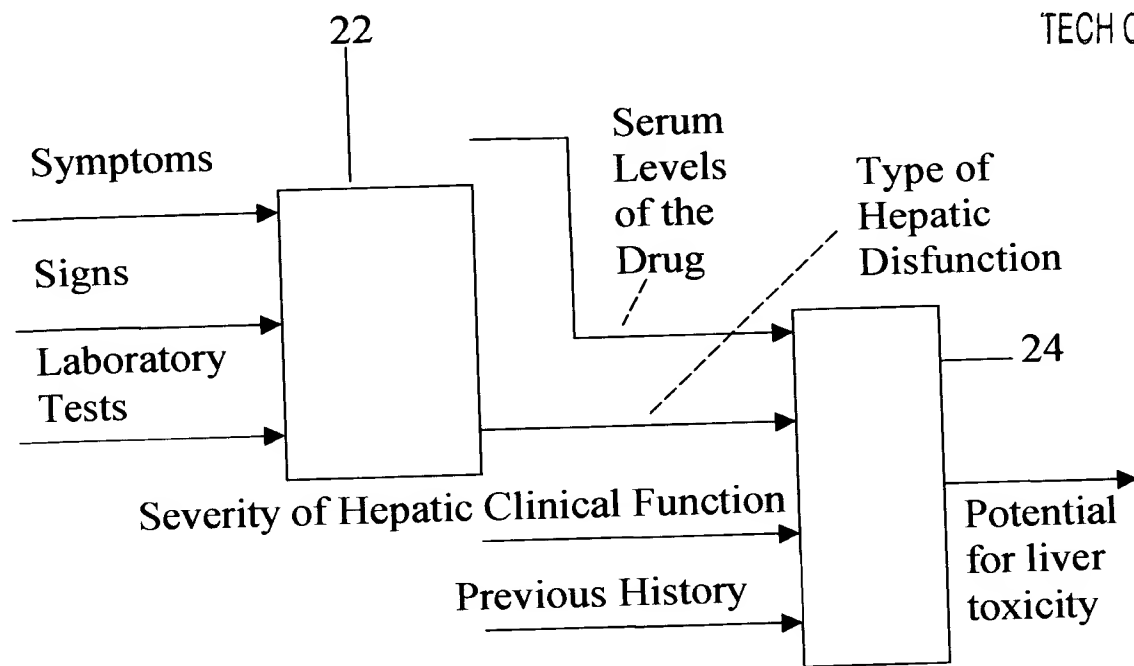 22
TECH
Symptoms
Signs
Laboratory
Tests
Serum
Levels
of the
Drug
Type of
Hepatic
Disfunction
24
Severity of Hepatic Clinical Function
Previous History
Potential
for liver
toxicity